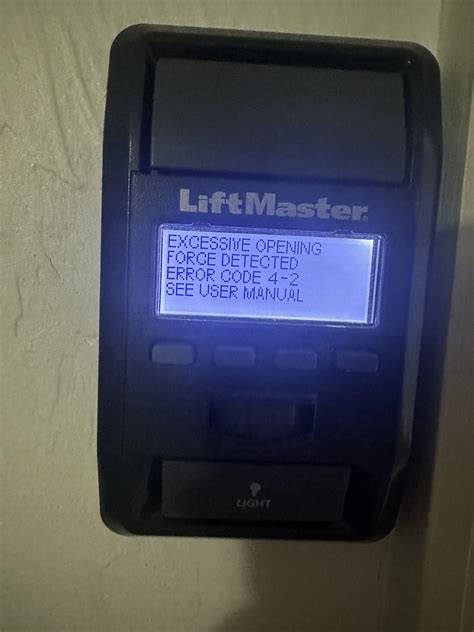 LiftMaster
EXCESSIVE OPENING
FORCE DETECTED
ERROR CODE 4-2
SEE USER MANUAL
LIGHT